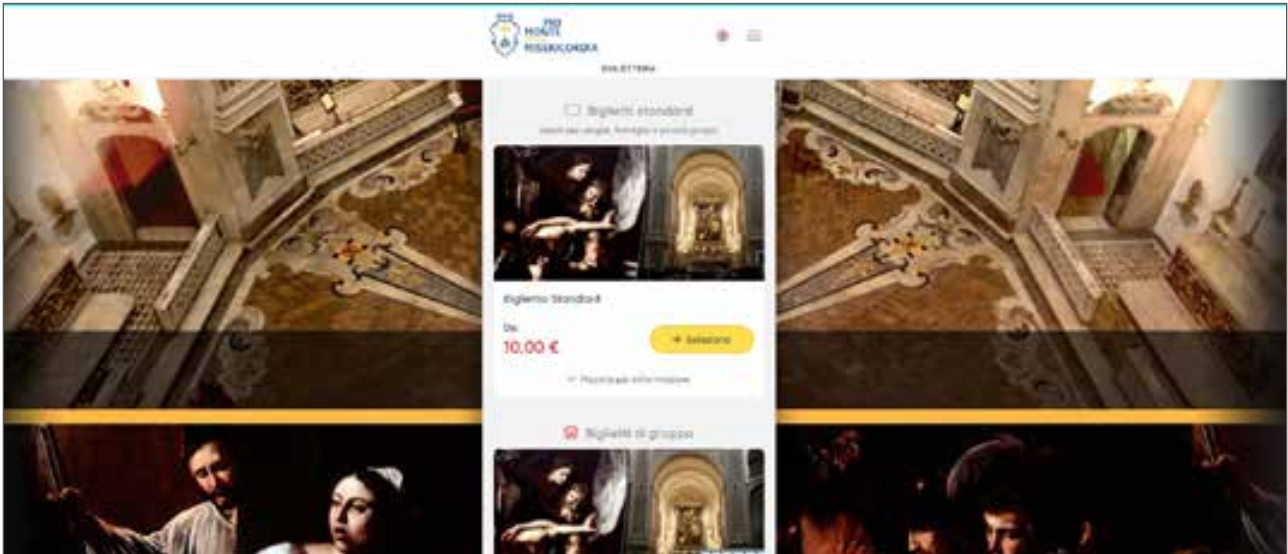 PIO
MONTE
MISERICORDIA
BIGLIETTERIA
Biglietti standard
Biglietto Standard
Da
10,00 €
→ Seleziona
Biglietti di gruppo